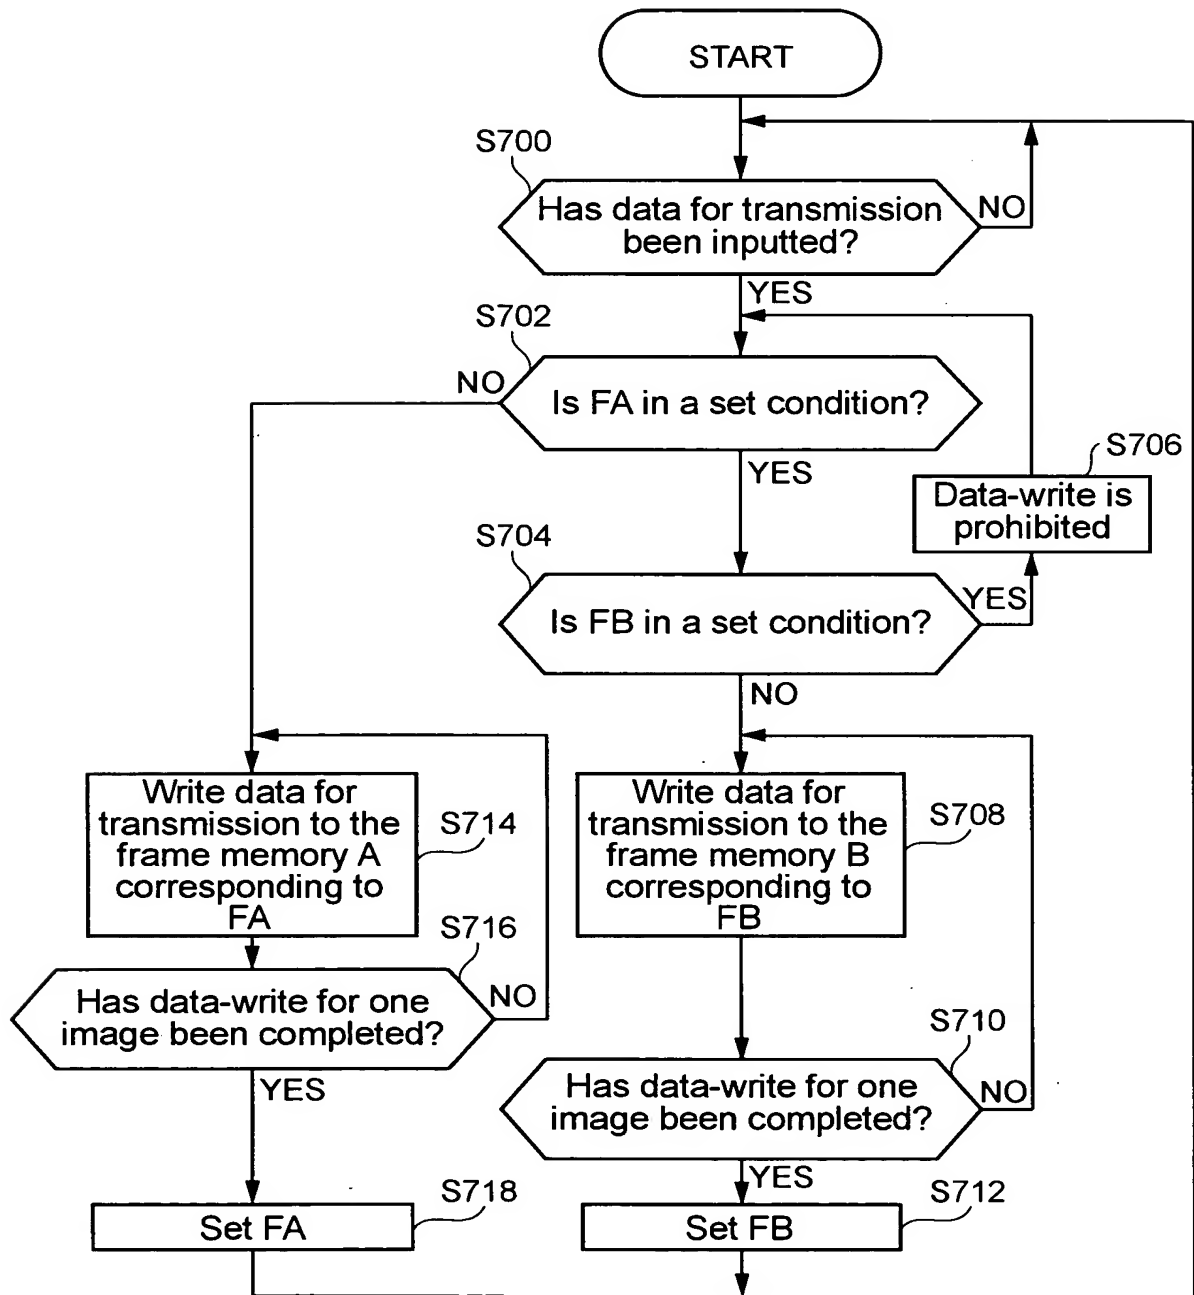 START
S700
Has data for transmission
been inputted?
NO
YES
S702
NO
Is FA in a set condition?
YES
S706
Data-write is
prohibited
S704
Is FB in a set condition?
YES
NO
Write data for
transmission to the
frame memory A
corresponding to
FA
S714
Write data for
transmission to the
frame memory B
corresponding to
FB
S708
S716
Has data-write for one
image been completed?
NO
YES
S710
Has data-write for one
image been completed?
NO
YES
S718
Set FA
S712
Set FB